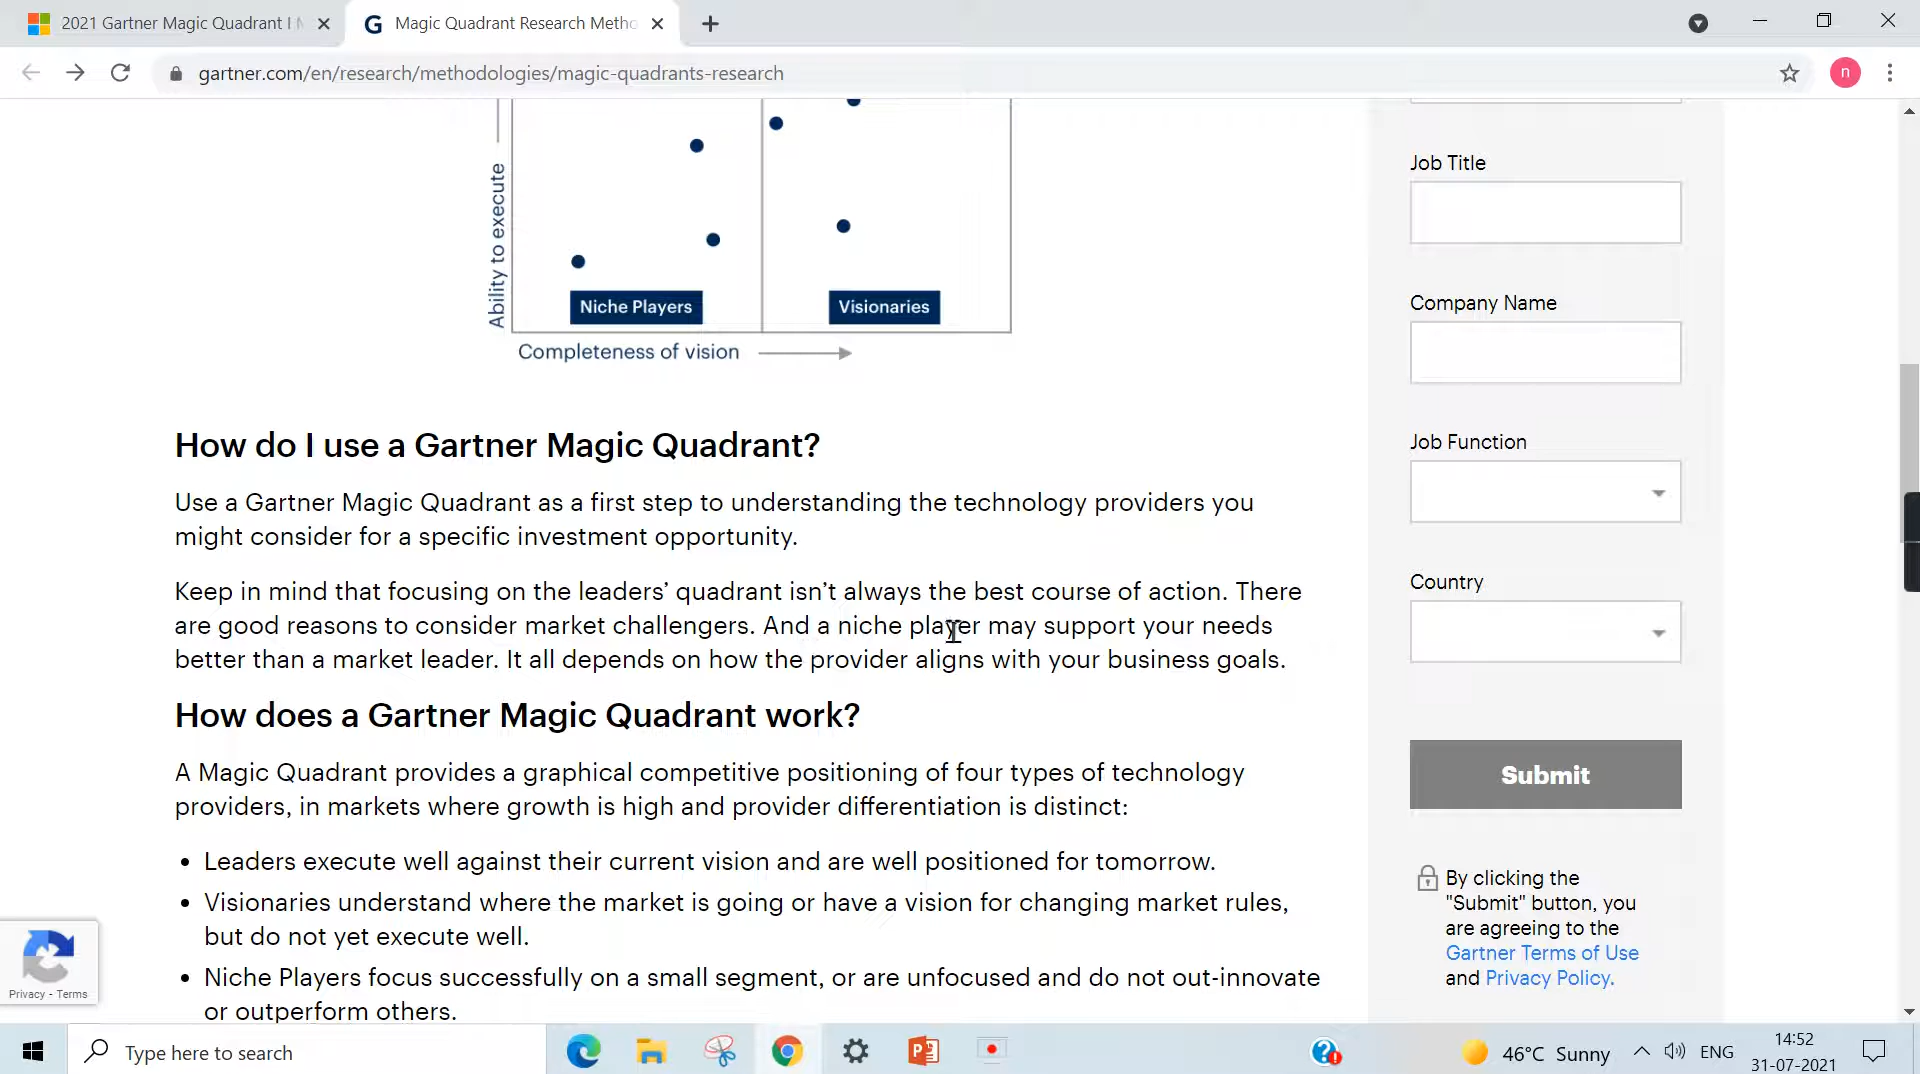 2021 Gartner Magic Quadrant | M
G Magic Quadrant Research Metho
gartner.com/en/research/methodologies/magic-quadrants-research
n
Ability to execute
Niche Players
Visionaries
Completeness of vision
How do I use a Gartner Magic Quadrant?
Use a Gartner Magic Quadrant as a first step to understanding the technology providers you
might consider for a specific investment opportunity.
Keep in mind that focusing on the leaders’ quadrant isn’t always the best course of action. There
are good reasons to consider market challengers. And a niche player may support your needs
better than a market leader. It all depends on how the provider aligns with your business goals.
How does a Gartner Magic Quadrant work?
A Magic Quadrant provides a graphical competitive positioning of four types of technology
providers, in markets where growth is high and provider differentiation is distinct:
• Leaders execute well against their current vision and are well positioned for tomorrow.
• Visionaries understand where the market is going or have a vision for changing market rules,
but do not yet execute well.
• Niche Players focus successfully on a small segment, or are unfocused and do not out-innovate
or outperform others.
Job Title
Company Name
Job Function
Country
Submit
By clicking the
"Submit" button, you
are agreeing to the
Gartner Terms of Use
and Privacy Policy.
Privacy - Terms
Type here to search
46°C Sunny
ENG
14:52
31-07-2021